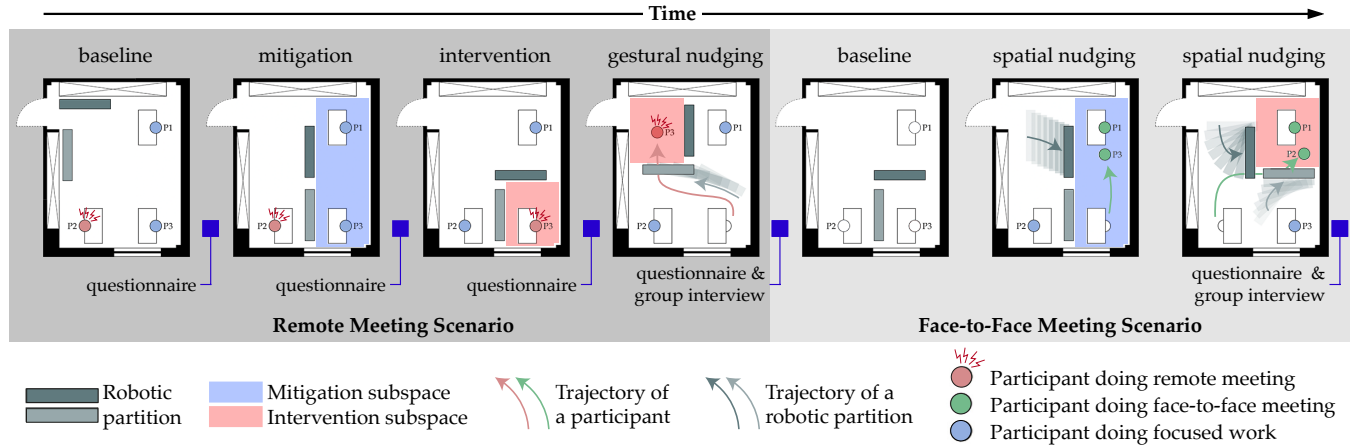 Time
baseline
mitigation
intervention
gestural nudging
baseline
spatial nudging
spatial nudging
P1
P2
P3
P1
P2
P3
P1
P2
P3
P3
P1
P2
P1
P2
P3
P1
P3
P2
P1
P2
P3
questionnaire
questionnaire
questionnaire
questionnaire &
group interview
questionnaire &
group interview
Remote Meeting Scenario
Face-to-Face Meeting Scenario
Robotic
partition
Mitigation subspace
Intervention subspace
Trajectory of
a participant
Trajectory of a
robotic partition
Participant doing remote meeting
Participant doing face-to-face meeting
Participant doing focused work